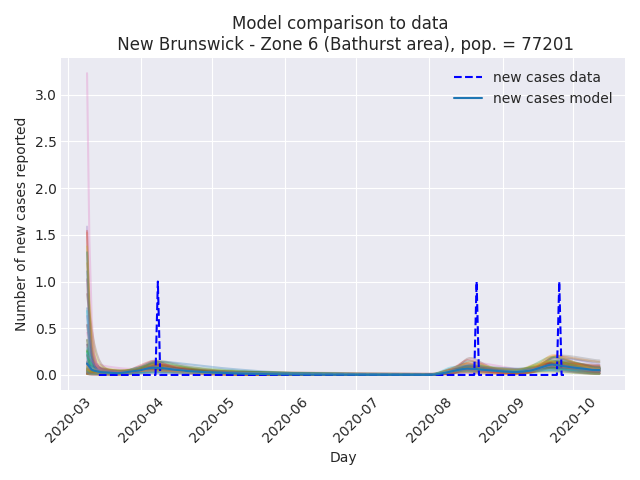 Model comparison to data
New Brunswick - Zone 6 (Bathurst area), pop. = 77201
new cases data
new cases model
Number of new cases reported
3.0
2.5
2.0
1.5
1.0
0.5
0.0
2020-03
2020-04
2020-05
2020-06
2020-07
2020-08
2020-09
2020-10
Day